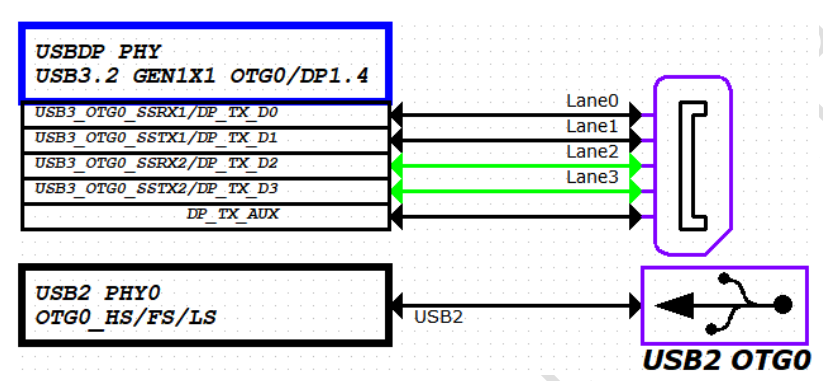 USBDP PHY
USB3.2 GEN1X1 OTG0/DP1.4
USB3_OTG0_SSRX1/DP_TX_D0
Lane0
USB3_OTG0_SSTX1/DP_TX_D1
Lane1
USB3_OTG0_SSRX2/DP_TX_D2
Lane2
USB3_OTG0_SSTX2/DP_TX_D3
Lane3
DP_TX_AUX
USB2 PHY0
OTG0_HS/FS/LS
USB2
USB2 OTG0